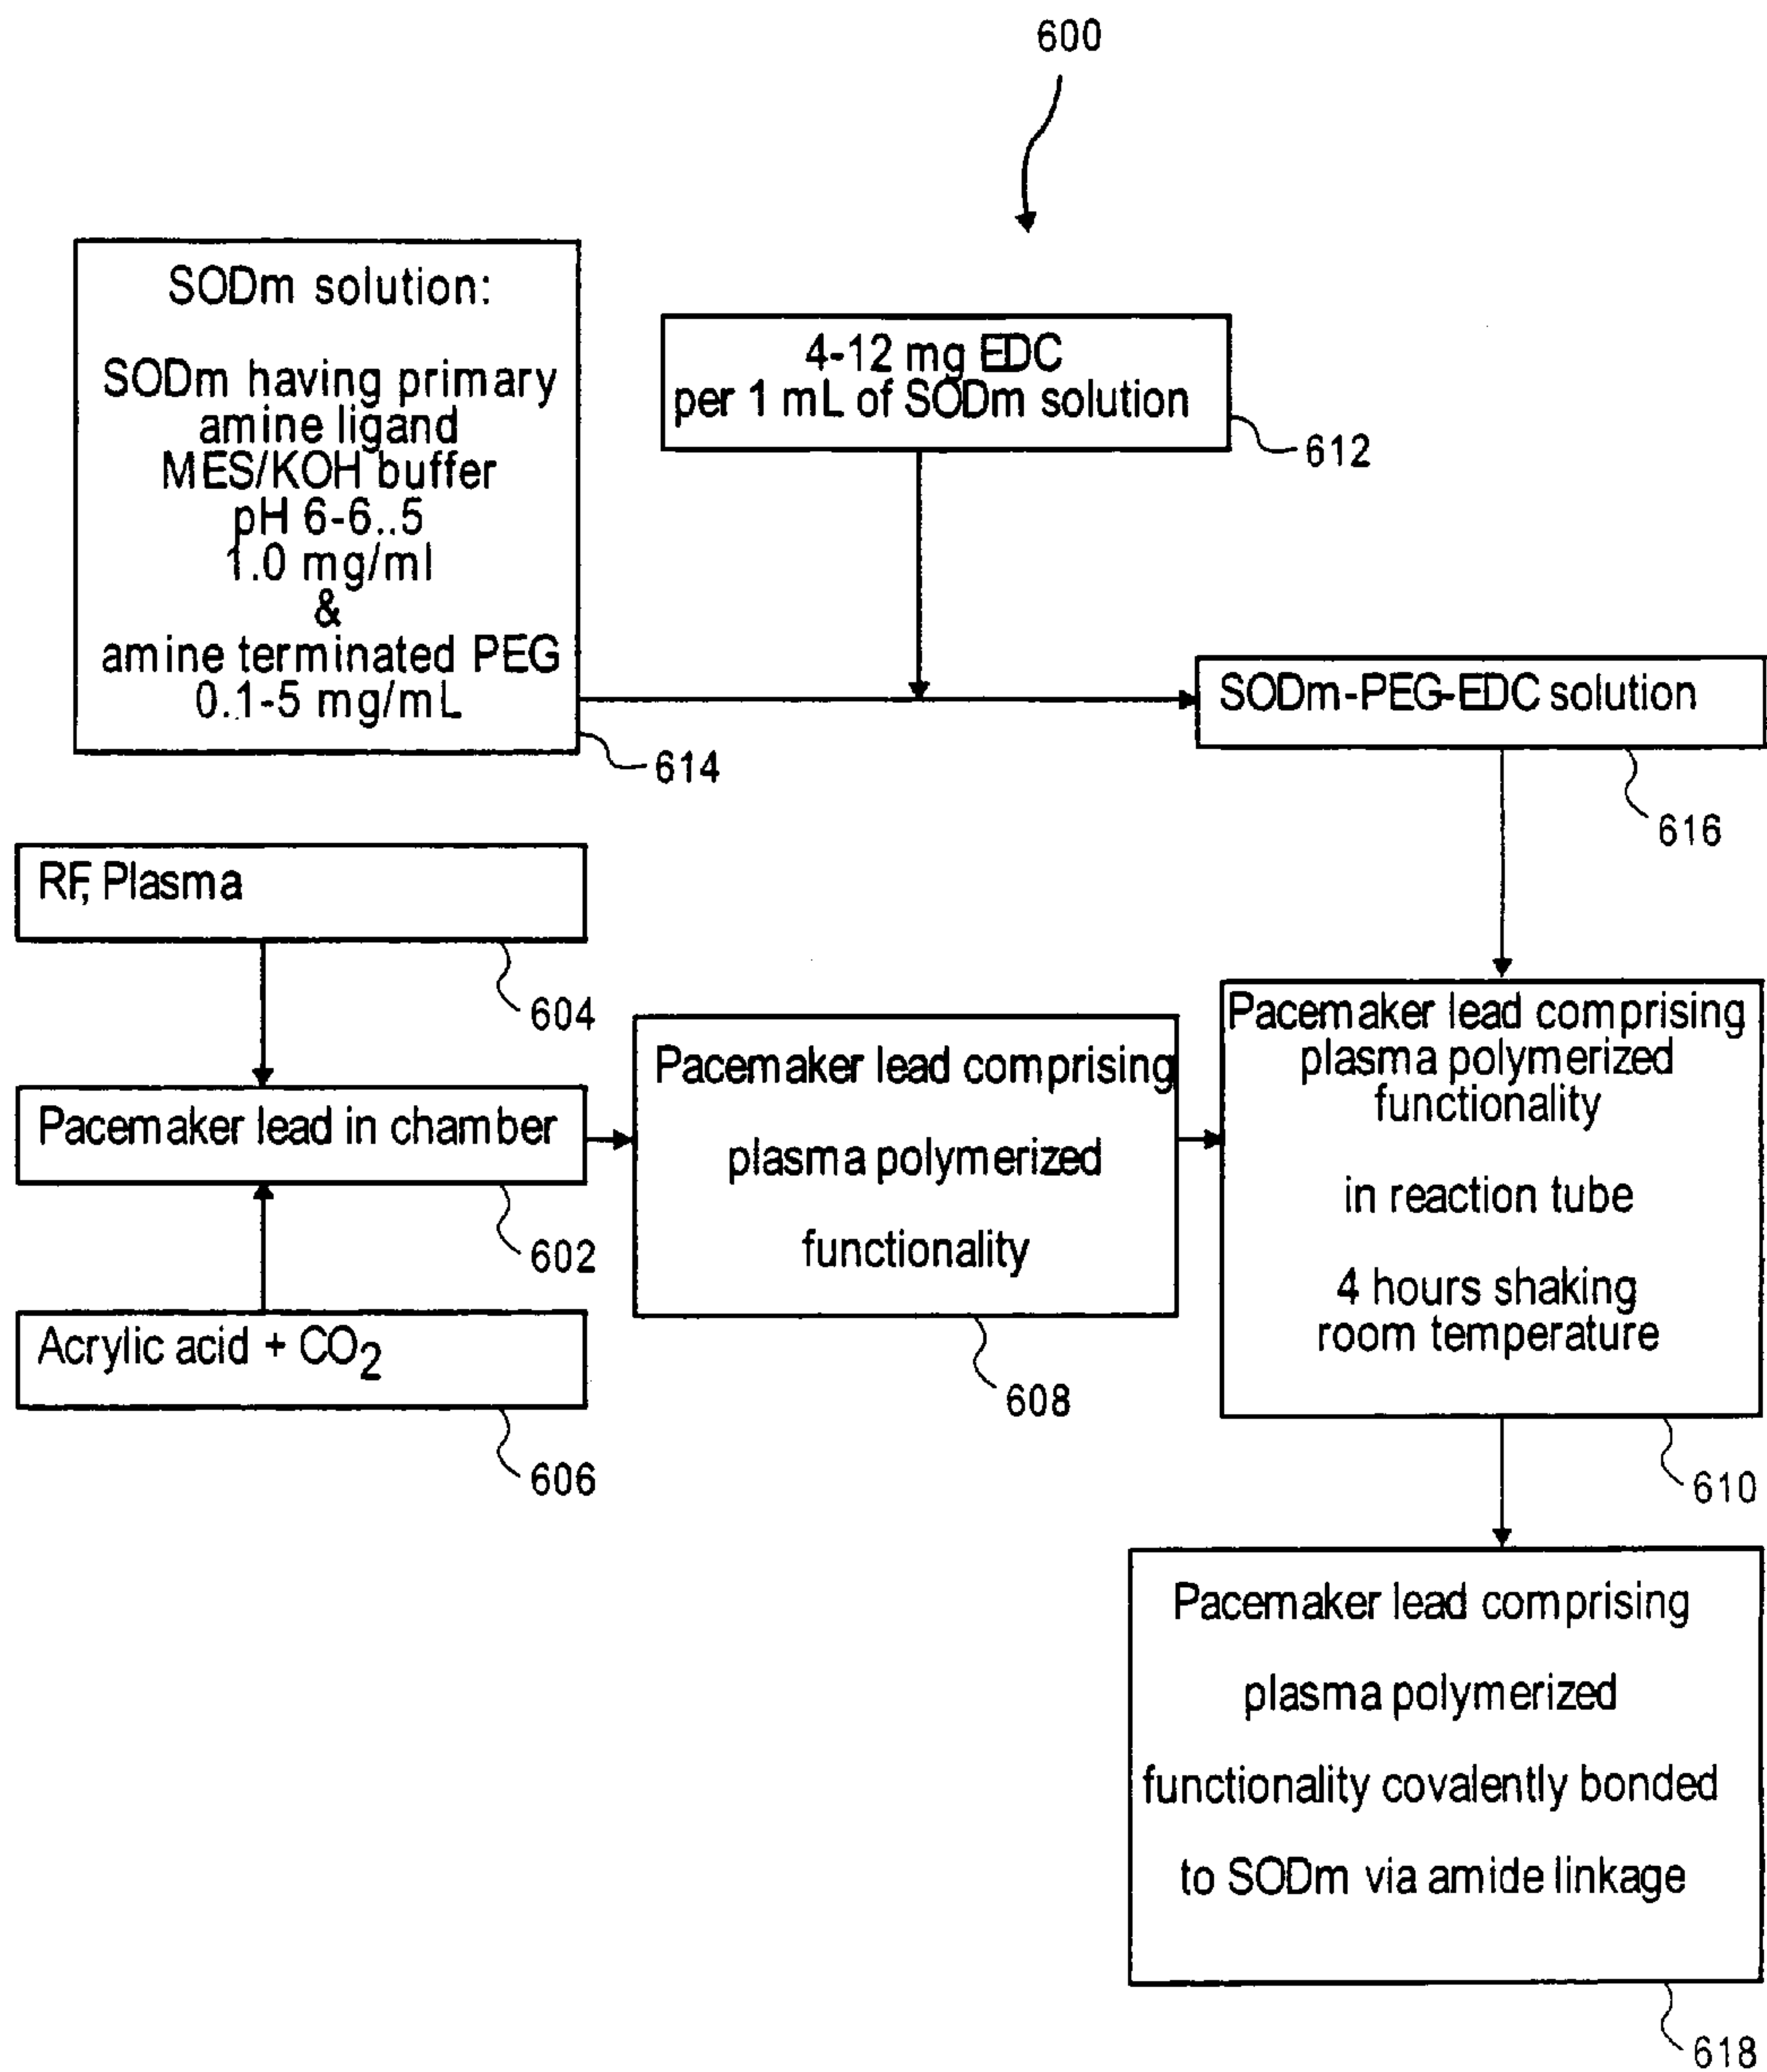 600
SODm solution:
SODm having primary
amine ligand
MES/KOH buffer
pH 6-6..5
1.0 mg/ml
&
amine terminated PEG
0.1-5 mg/mL
614
4-12 mg EDC
per 1 mL of SODm solution
612
SODm-PEG-EDC solution
616
RF, Plasma
604
Pacemaker lead in chamber
602
Acrylic acid + CO₂
606
Pacemaker lead comprising
plasma polymerized
functionality
608
Pacemaker lead comprising
plasma polymerized
functionality
in reaction tube
4 hours shaking
room temperature
610
Pacemaker lead comprising
plasma polymerized
functionality covalently bonded
to SODm via amide linkage
618